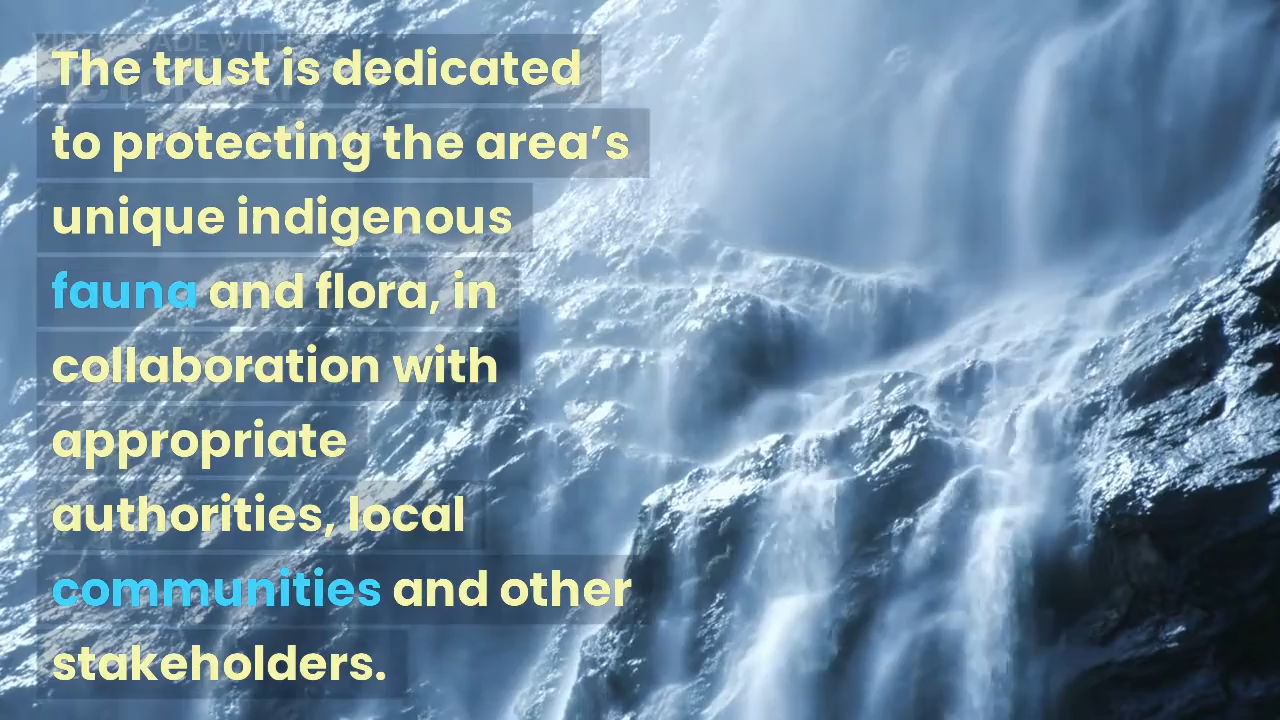 The trust is dedicated
to protecting the area’s
unique indigenous
fauna and flora, in
collaboration with
appropriate
authorities, local
communities and other
stakeholders.